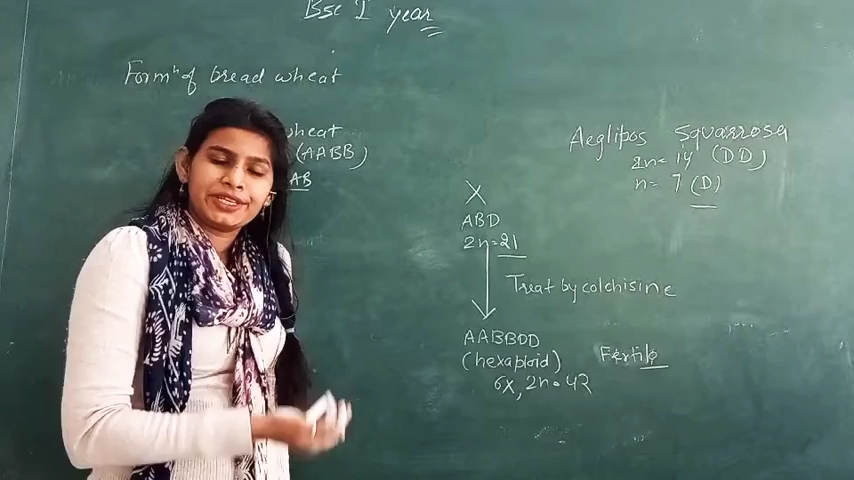 Bsc I year
Formⁿ of bread wheat
wheat
(AABB)
AB
Aeglipos squarrosa
2n= 14 (DD)
n= 7 (D)
X
ABD
2n=21
Treat by colchisine
AABBDD
(hexaploid)
6x, 2n=42
Fertile